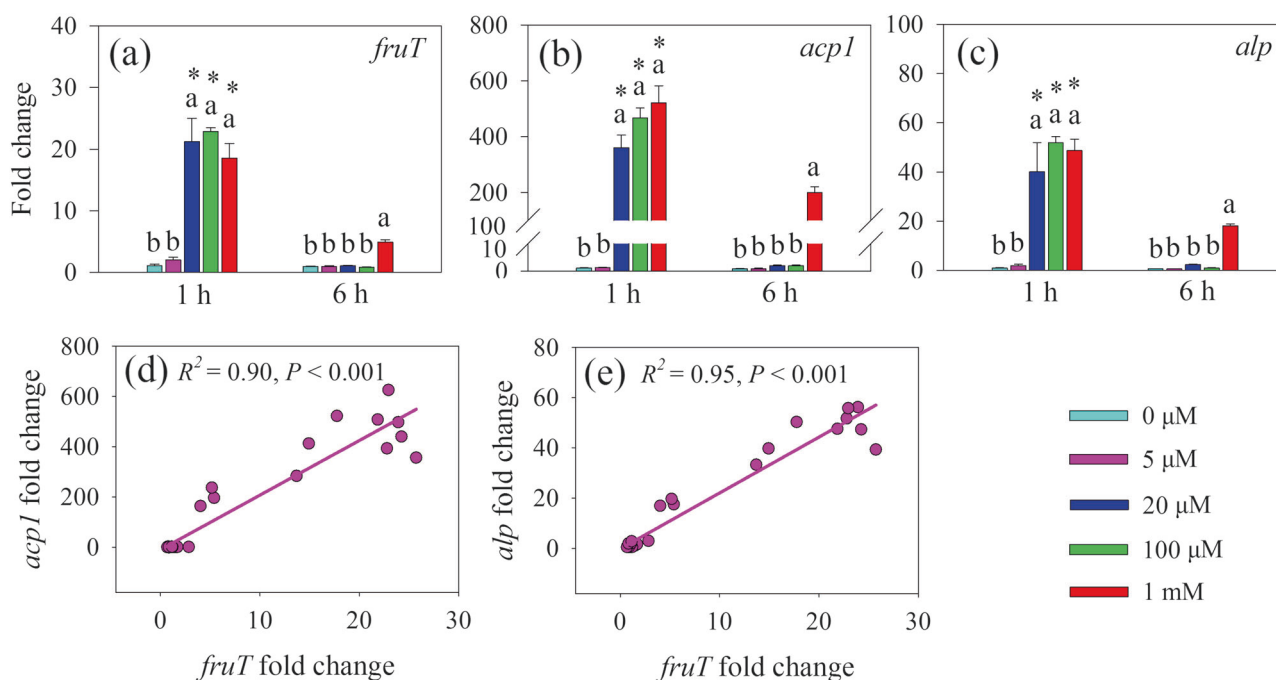 Fold change
(a)
fruT
40
30
20
10
0
b b a a a
* * *
b b b b a
1 h
6 h
(b)
acp1
800
600
400
200
100
10
0
b b a a a
* * *
b b b b a
1 h
6 h
(c)
alp
100
80
60
40
20
0
b b a a a
* * *
b b b b a
1 h
6 h
(d) R² = 0.90, P < 0.001
acp1 fold change
800
600
400
200
0
0 10 20 30
fruT fold change
(e) R² = 0.95, P < 0.001
alp fold change
80
60
40
20
0
0 10 20 30
fruT fold change
0 μM
5 μM
20 μM
100 μM
1 mM